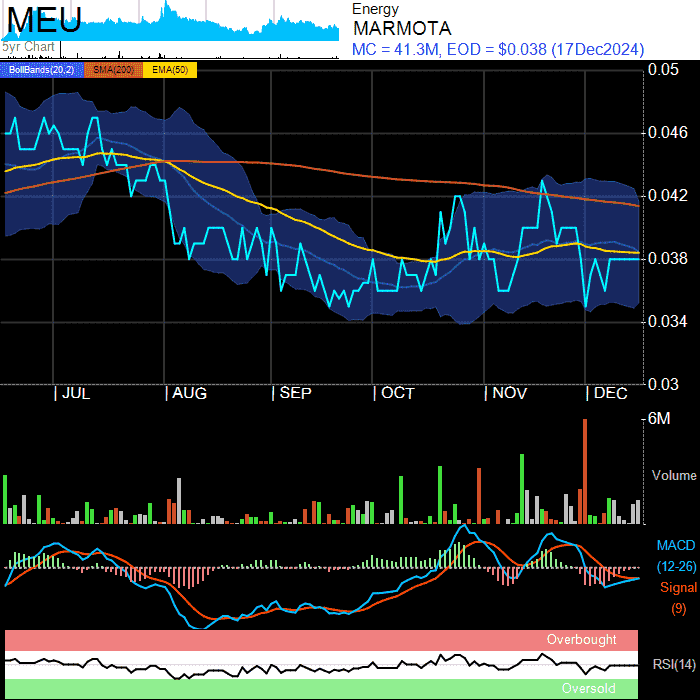 MEU
5yr Chart
Energy
MARMOTA
MC = 41.3M, EOD = $0.038 (17Dec2024)
BollBands(20,2) SMA(200) EMA(50)
0.05
0.046
0.042
0.038
0.034
0.03
JUL AUG SEP OCT NOV DEC
6M
Volume
MACD
(12-26)
Signal
(9)
Overbought
RSI(14)
Oversold